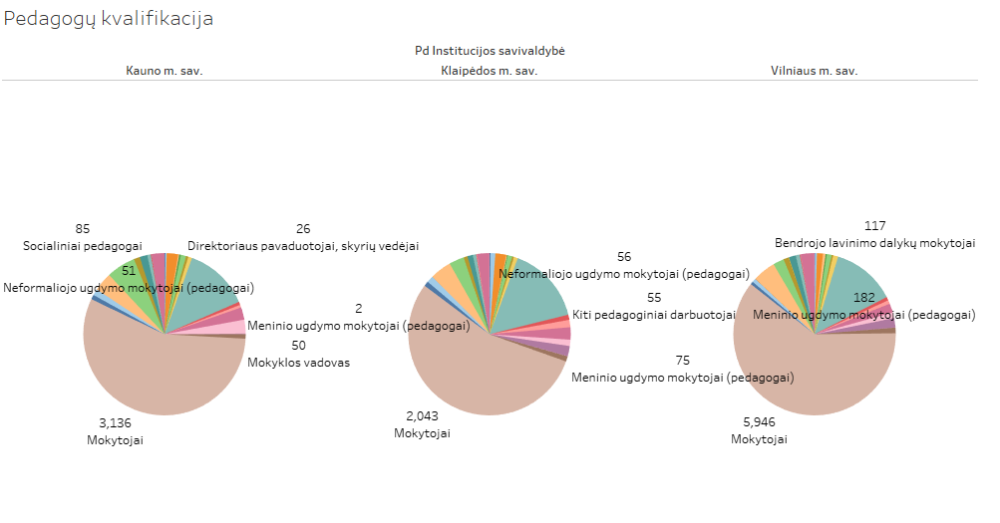 Pedagogų kvalifikacija
Pd Institucijos savivaldybė
Kauno m. sav.
Klaipėdos m. sav.
Vilniaus m. sav.
85
Socialiniai pedagogai
26
Direktoriaus pavaduotojai, skyrių vedėjai
51
Neformaliojo ugdymo mokytojai (pedagogai)
2
Meninio ugdymo mokytojai (pedagogai)
50
Mokyklos vadovas
3,136
Mokytojai
56
Neformaliojo ugdymo mokytojai (pedagogai)
55
Kiti pedagoginiai darbuotojai
75
Meninio ugdymo mokytojai (pedagogai)
2,043
Mokytojai
117
Bendrojo lavinimo dalykų mokytojai
182
Meninio ugdymo mokytojai (pedagogai)
5,946
Mokytojai